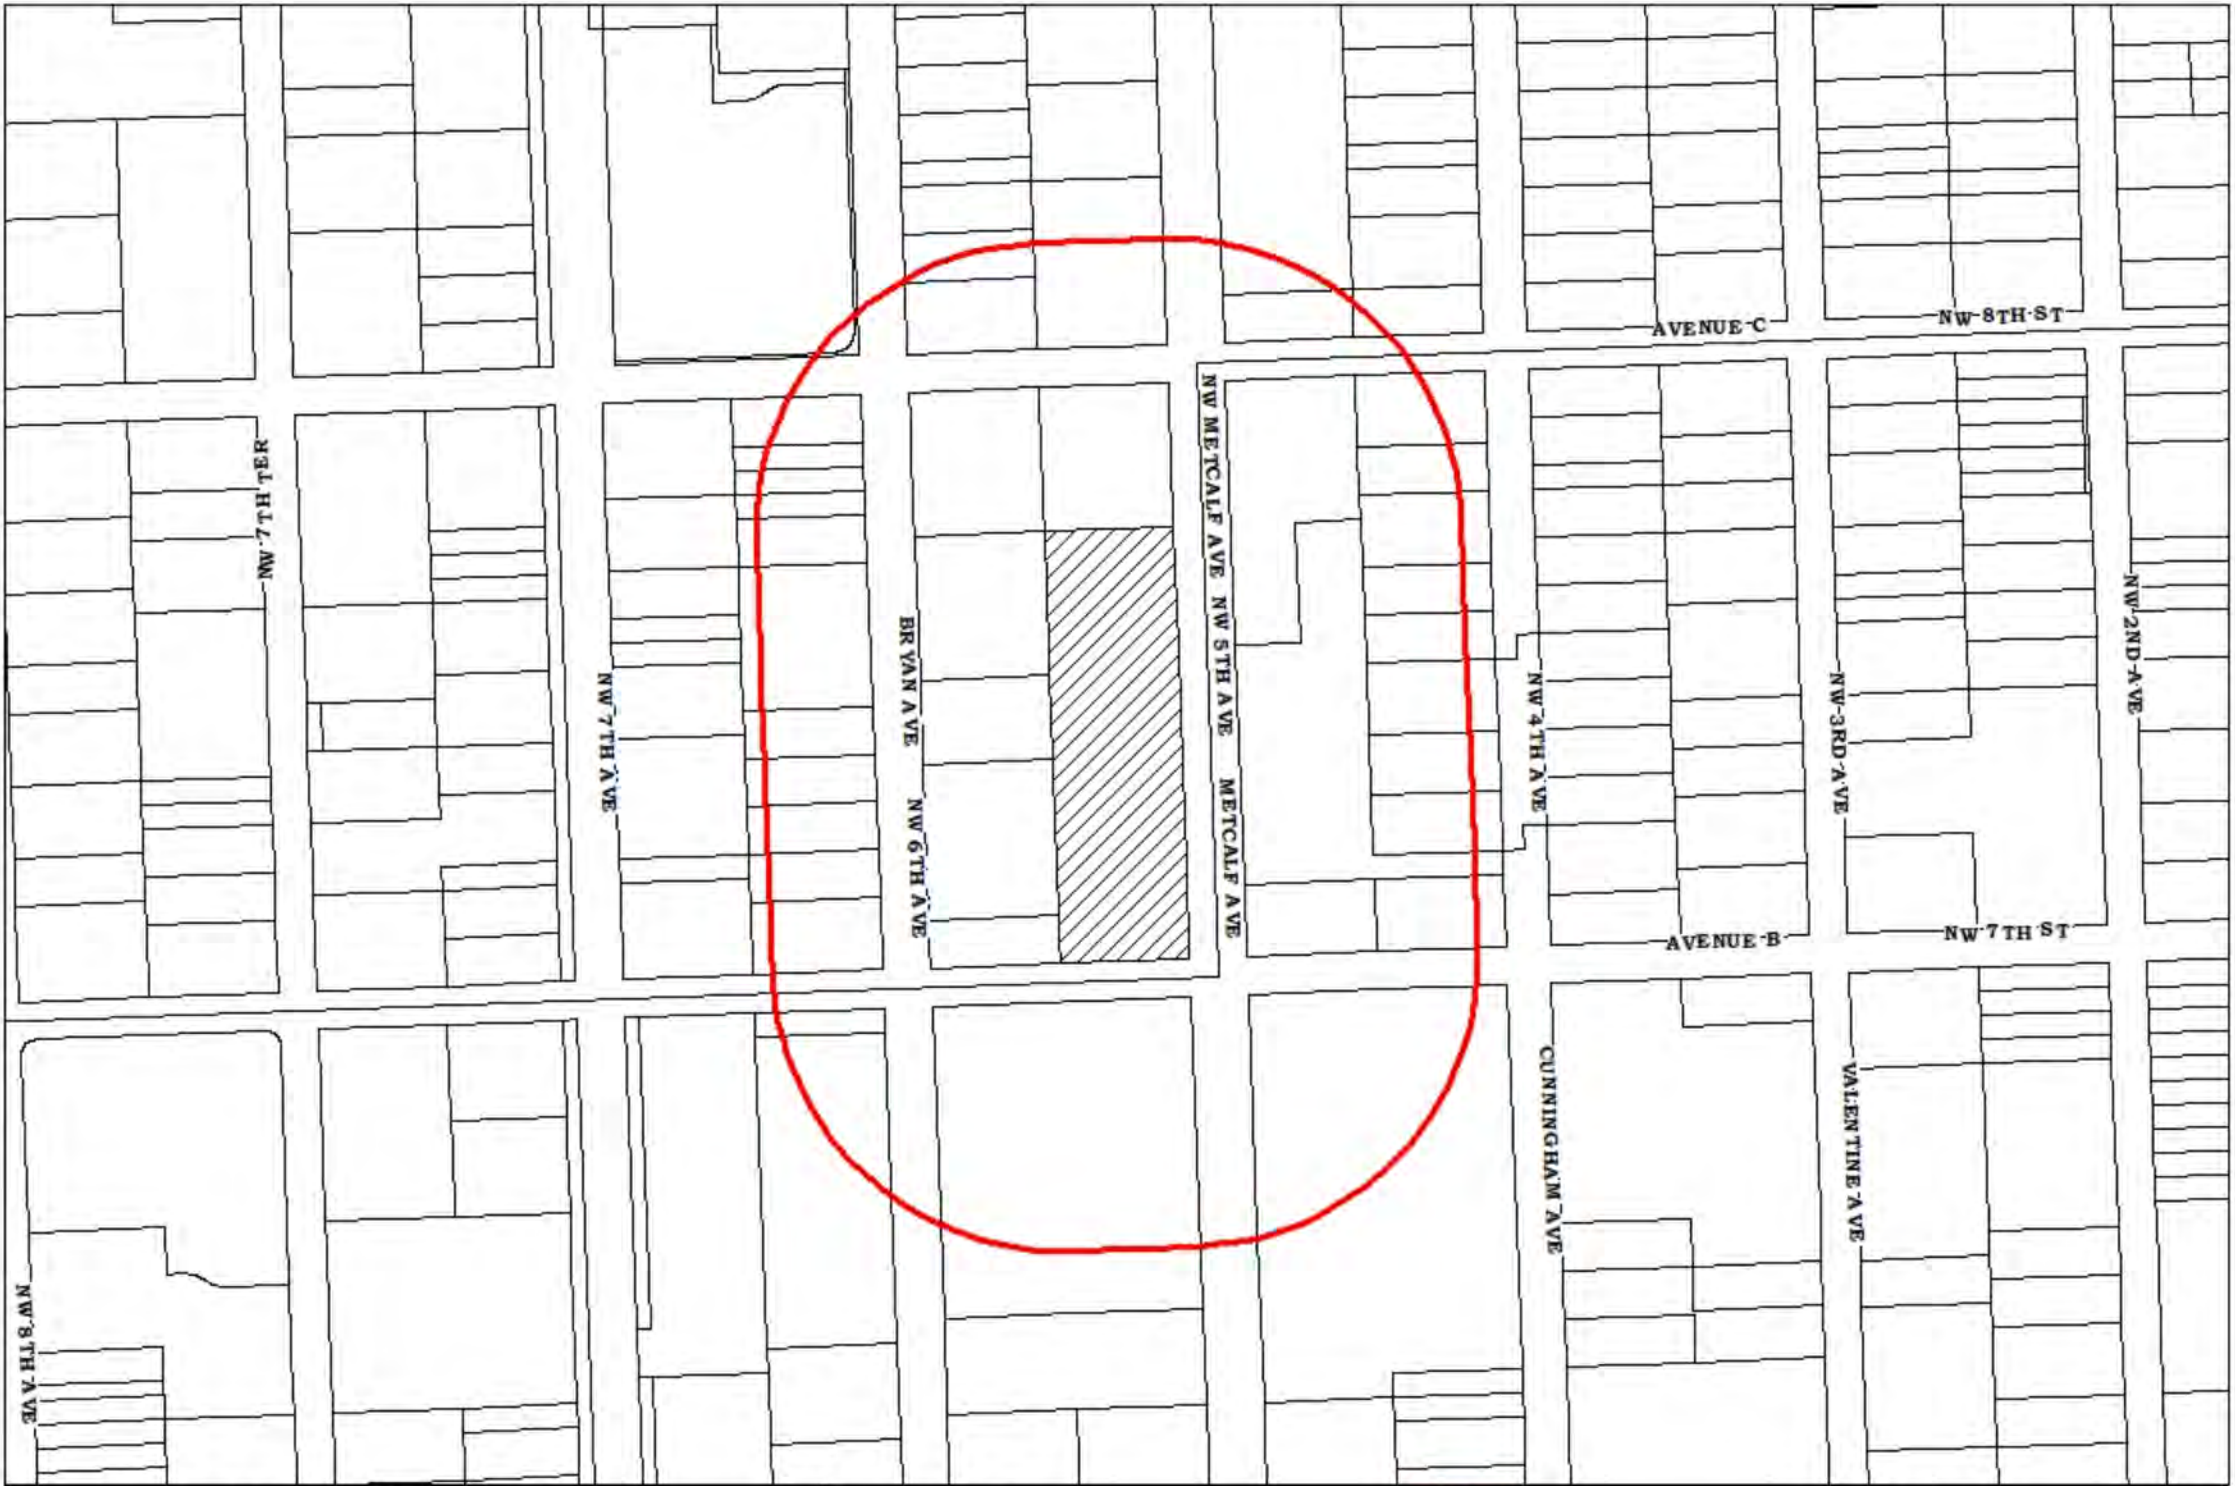 AVENUE C
NW 8TH ST
NW METCALF AVE
NW 7TH TER
NW 5TH AVE
NW 2ND AVE
BRYAN AVE
NW 7TH AVE
NW 4TH AVE
NW 3RD AVE
METCALF AVE
NW 6TH AVE
AVENUE B
NW 7TH ST
CUNNINGHAM AVE
VALENTINE AVE
NW 8TH AVE